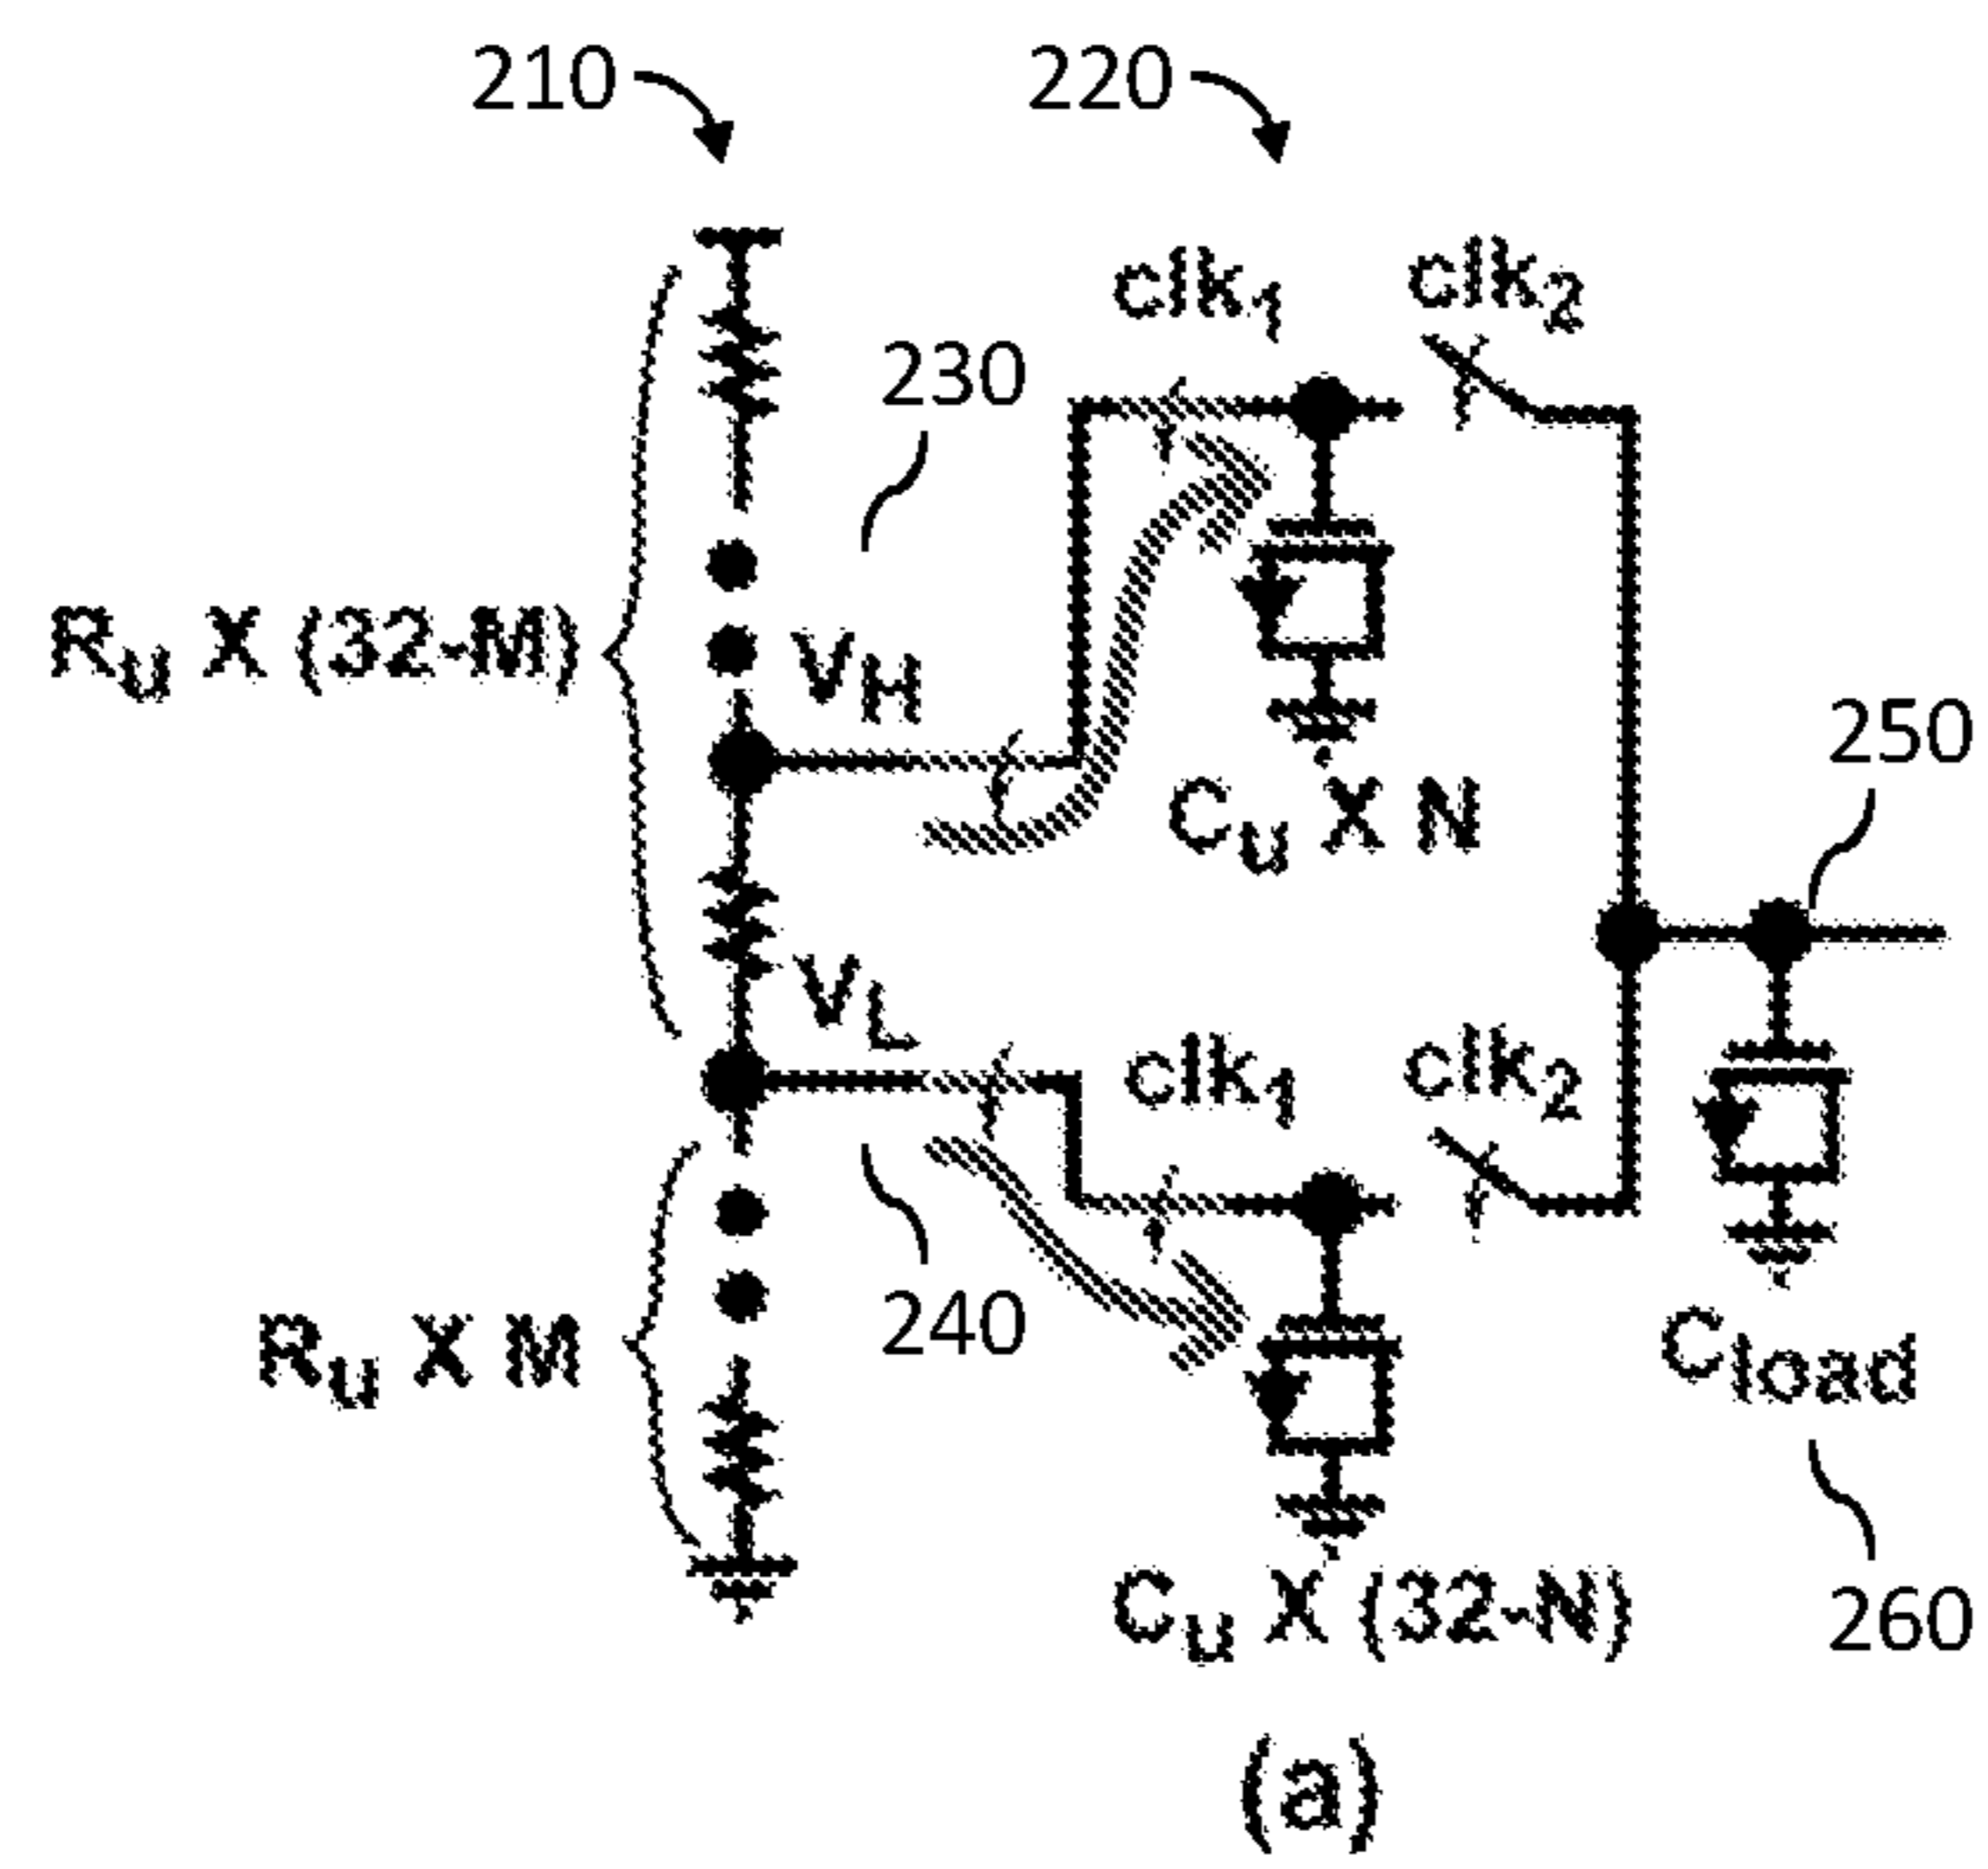 210 220
clk1 clk2
230
Ru X (32-M)
VH
250
Cu X N
VL
clk1 clk2
240
Ru X M
Cload
Cu X (32-N)
260
(a)